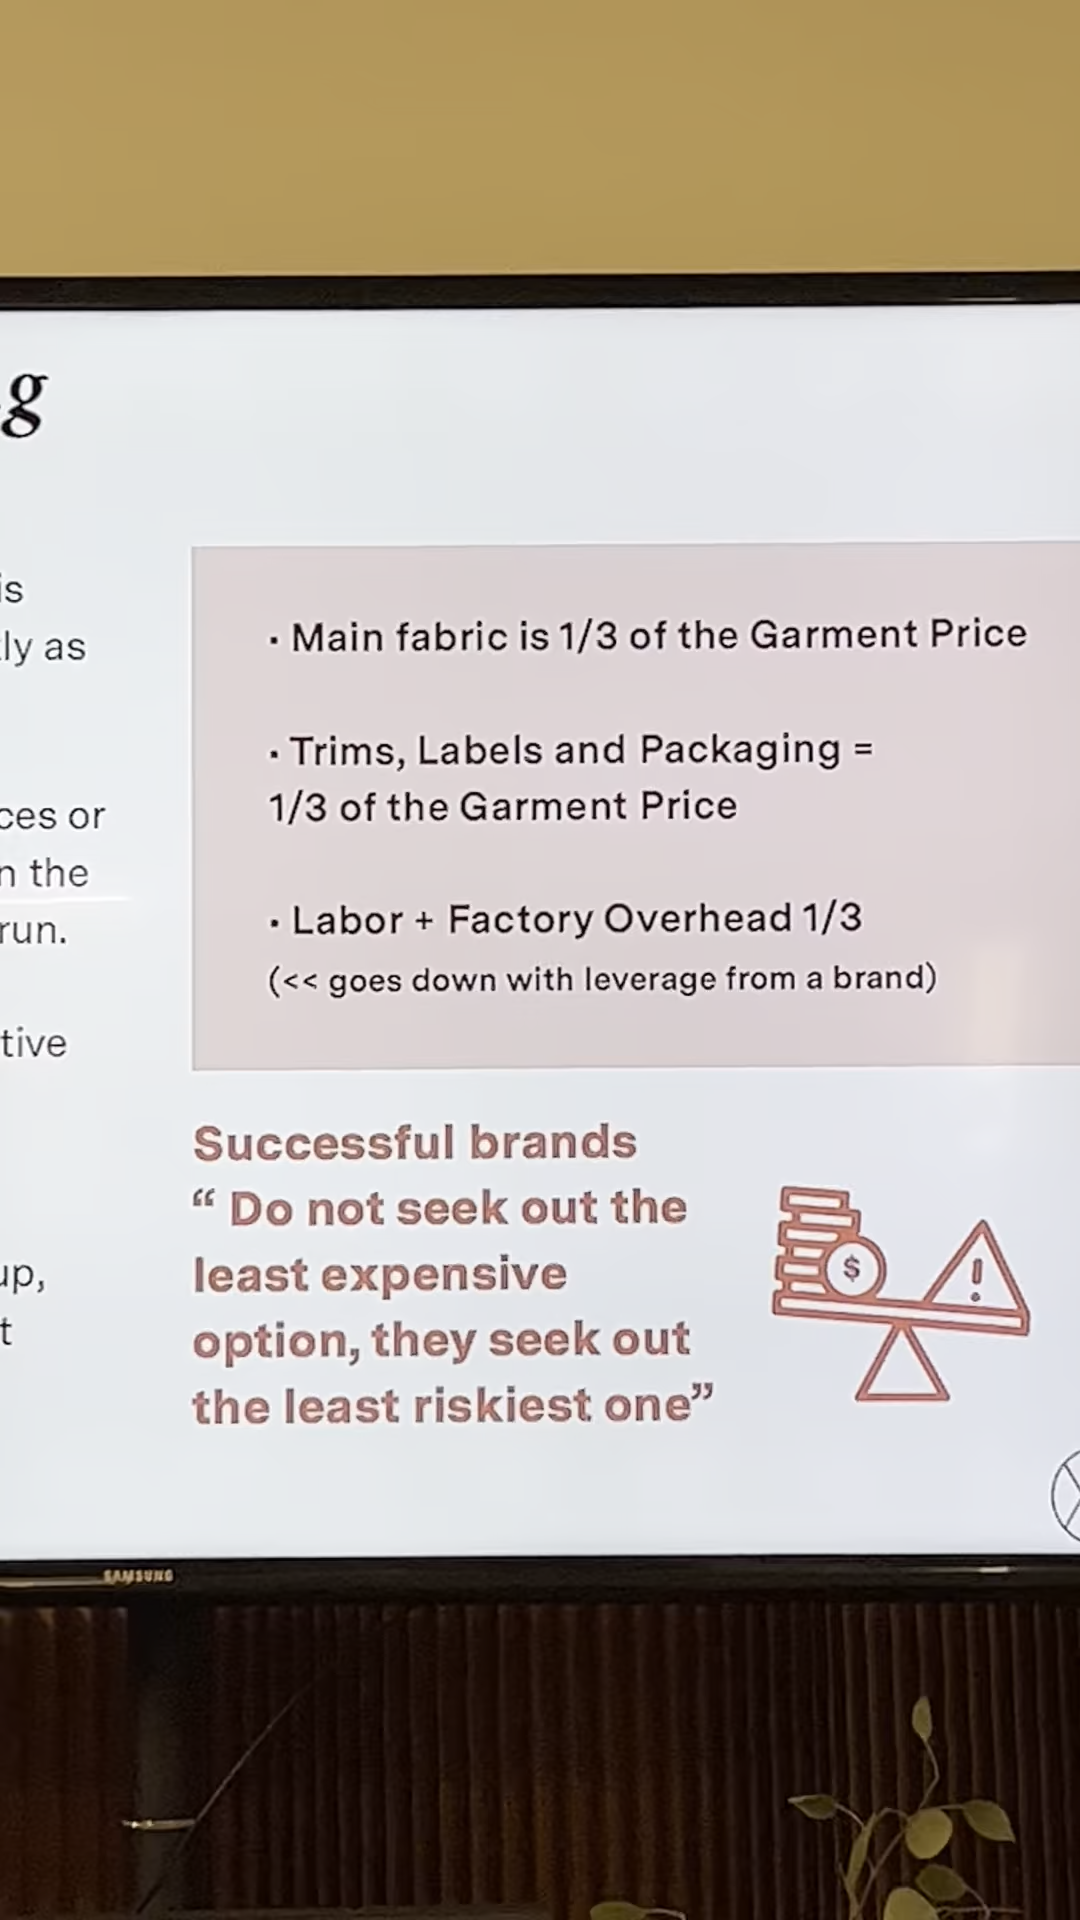 g
is
ly as
ces or
n the
run.
tive
up,
t
· Main fabric is 1/3 of the Garment Price
· Trims, Labels and Packaging =
1/3 of the Garment Price
· Labor + Factory Overhead 1/3
(<< goes down with leverage from a brand)
Successful brands
“ Do not seek out the
least expensive
option, they seek out
the least riskiest one”
$
!
SAMSUNG